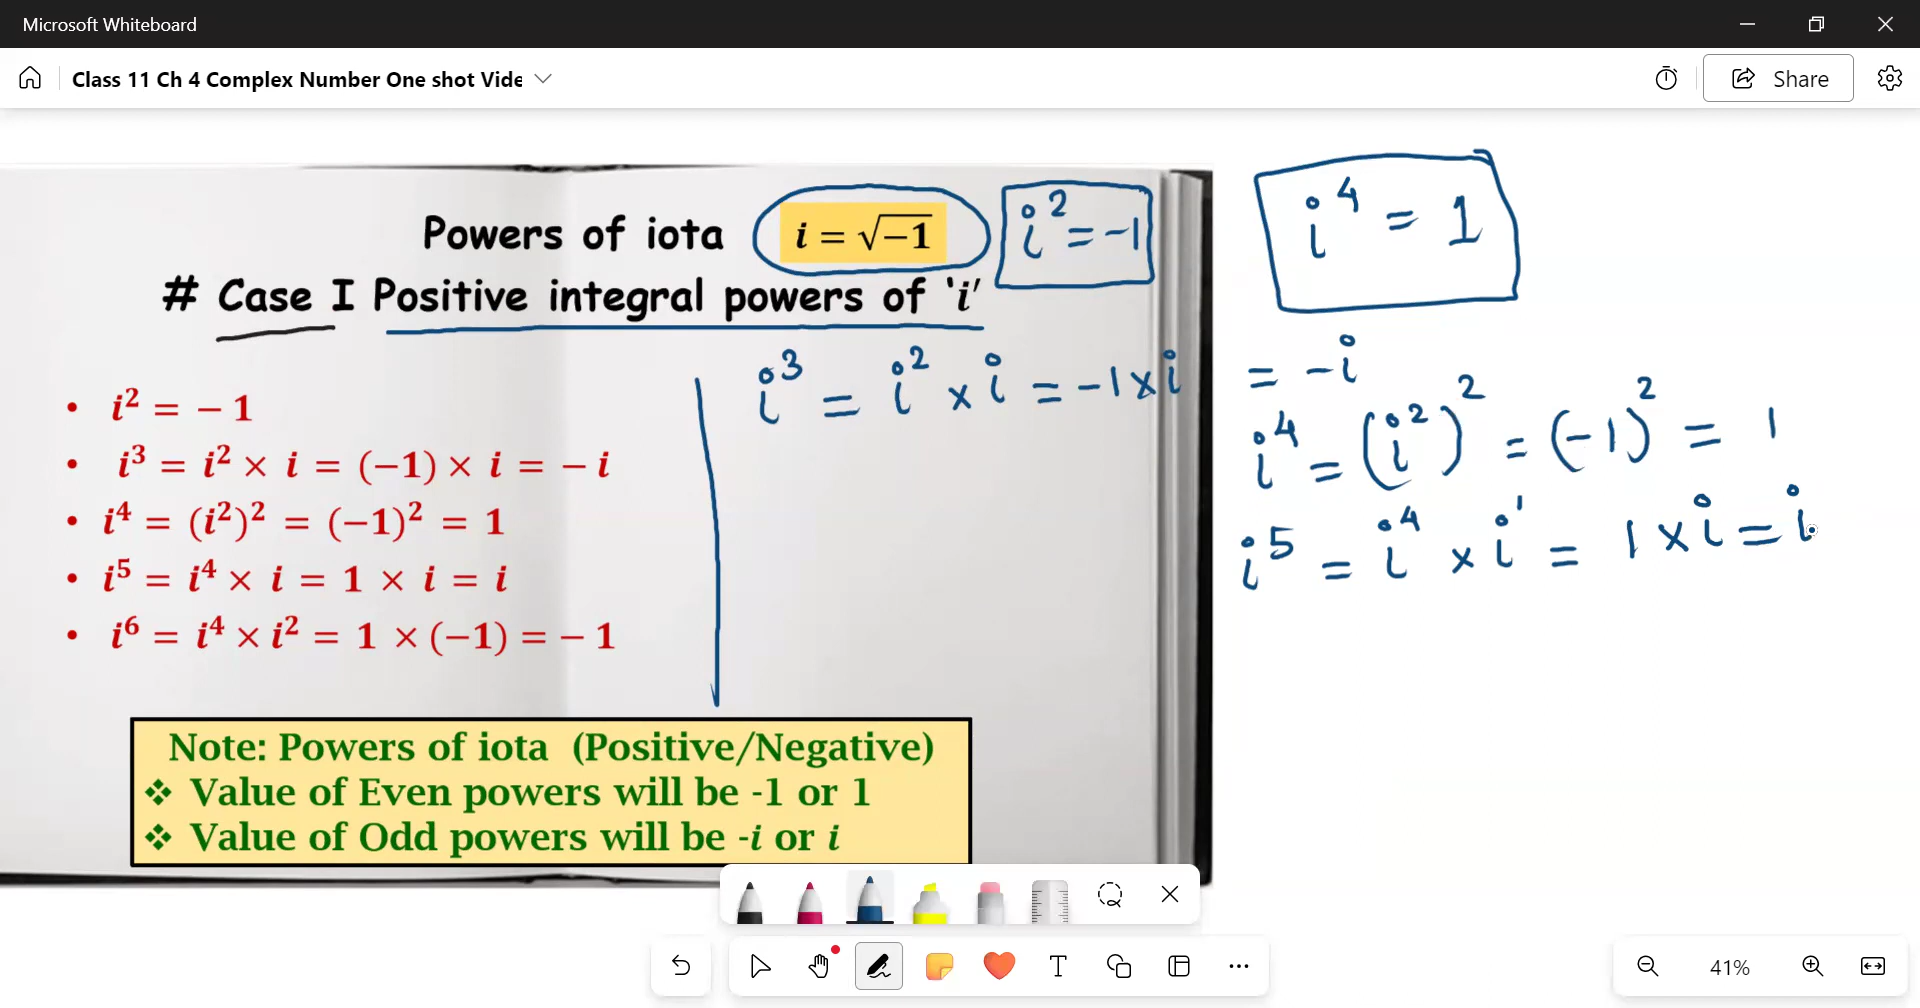 Microsoft Whiteboard
Class 11 Ch 4 Complex Number One shot Vide
Share
Powers of iota i = √−1 i² = -1
# Case I Positive integral powers of 'i'
• i² = − 1
• i³ = i² × i = (−1) × i = − i
• i⁴ = (i²)² = (−1)² = 1
• i⁵ = i⁴ × i = 1 × i = i
• i⁶ = i⁴ × i² = 1 × (−1) = − 1
i³ = i² × i = -1 × i
i⁴ = 1
= -i
i⁴ = (i²)² = (-1)² = 1
i⁵ = i⁴ × i¹ = 1 × i = i
Note: Powers of iota (Positive/Negative)
❖ Value of Even powers will be -1 or 1
❖ Value of Odd powers will be -i or i
41%